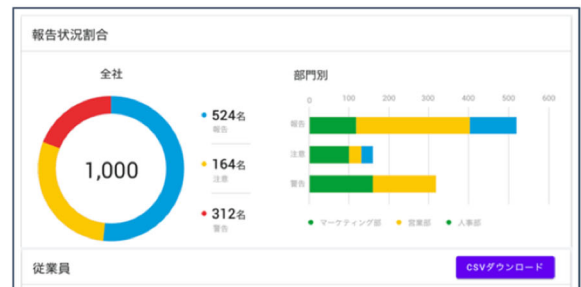 報告状況割合
全社
1,000
524名
報告
164名
注意
312名
警告
部門別
0 100 200 300 400 500 600
報告
注意
警告
マーケティング部 営業部 人事部
従業員
CSVダウンロード